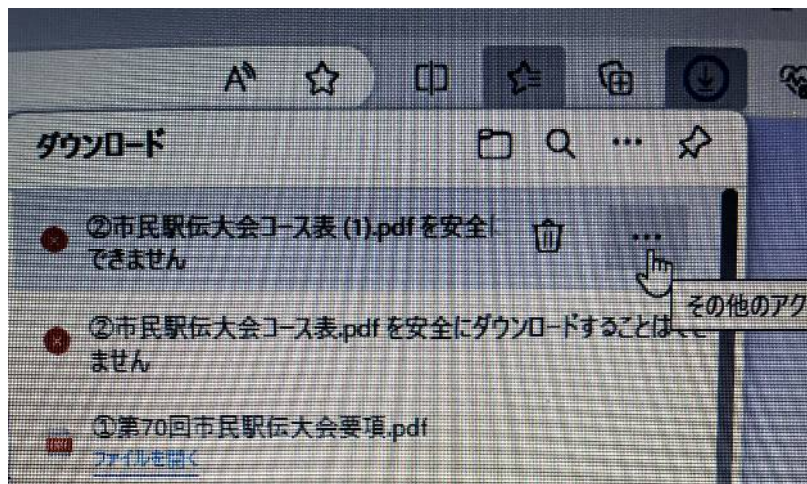 ダウンロード
②市民駅伝大会コース表 (1).pdf を安全に
できません
その他のアク
②市民駅伝大会コース表.pdf を安全にダウンロードすることはでき
ません
①第70回市民駅伝大会要項.pdf
ファイルを開く